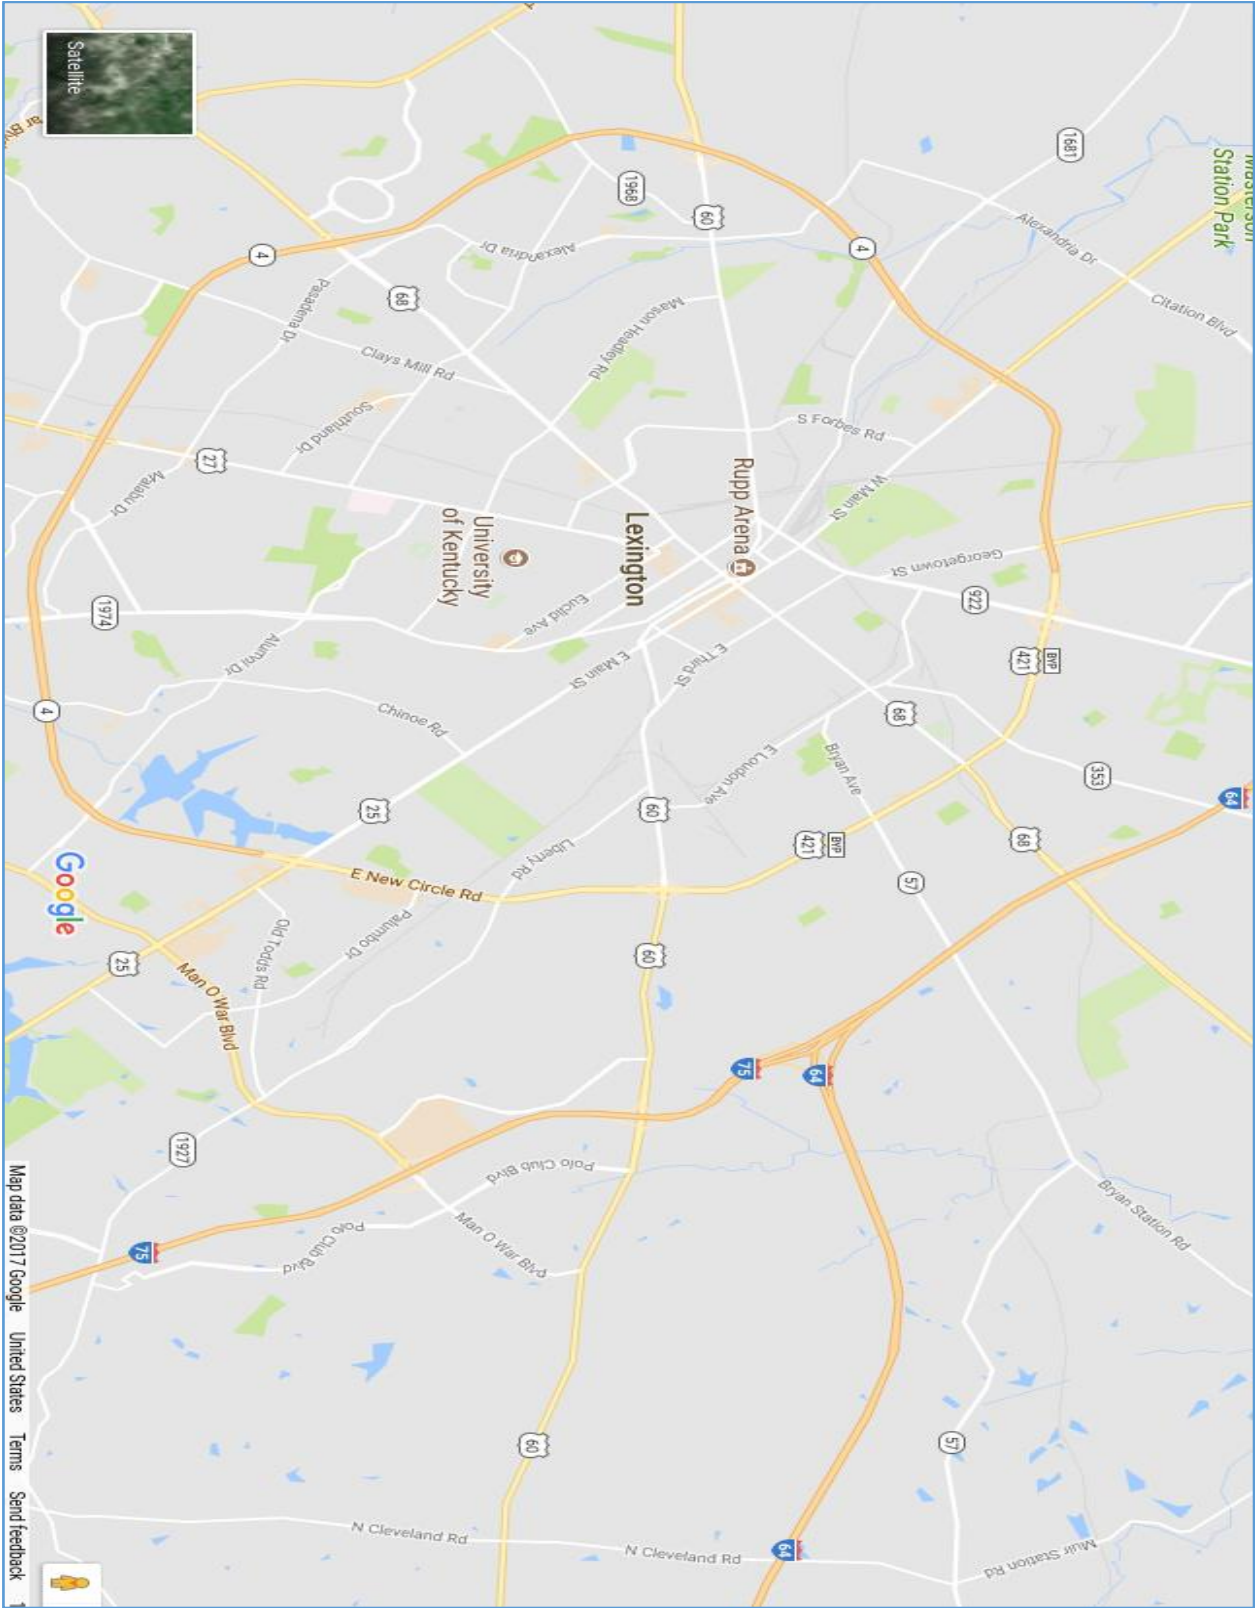 Masterson
Station Park
1681
Alexandria Dr
Citation Blvd
4
60
1968
Alexandria Dr
68
4
Pasadena Dr
Clays Mill Rd
Mason Headley Rd
S Forbes Rd
W Main St
Rupp Arena
Lexington
University
of Kentucky
Southland Dr
27
Malabu Dr
1974
Georgetown St
922
BYP
421
Euclid Ave
E Main St
E Third St
Alumni Dr
Chinoe Rd
4
68
353
64
Bryan Ave
E Loudon Ave
60
25
Liberty Rd
BYP
421
68
57
E New Circle Rd
Palumbo Dr
Old Todds Rd
25
Man O War Blvd
60
75
64
1927
Polo Club Blvd
Polo Club Blvd
Polo Club Blvd
Man O War Blvd
75
Bryan Station Rd
57
60
64
N Cleveland Rd
N Cleveland Rd
Muir Station Rd
Satellite
Google
Map data ©2017 Google United States Terms Send feedback 1